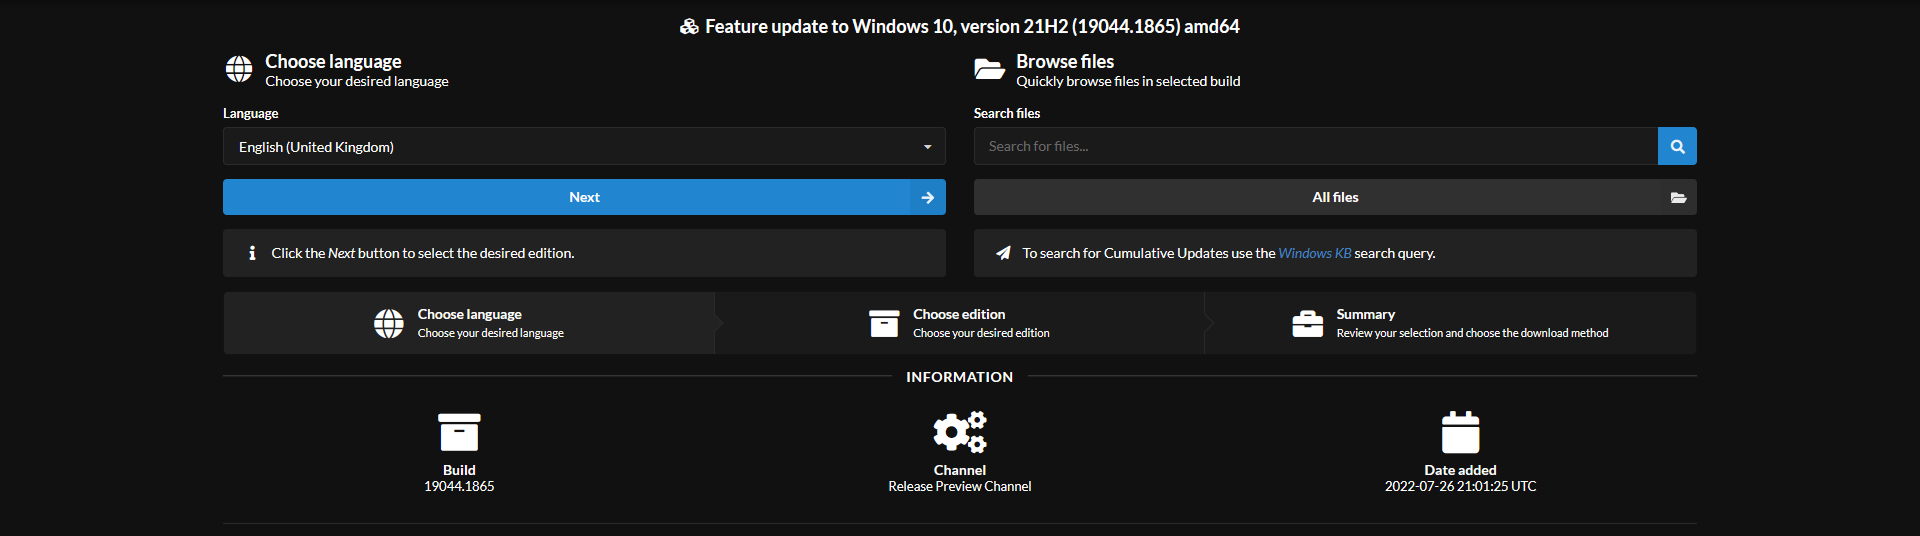 Feature update to Windows 10, version 21H2 (19044.1865) amd64
Choose language
Choose your desired language
Language
English (United Kingdom)
Next
Click the Next button to select the desired edition.
Browse files
Quickly browse files in selected build
Search files
Search for files...
All files
To search for Cumulative Updates use the Windows KB search query.
Choose language
Choose your desired language
Choose edition
Choose your desired edition
Summary
Review your selection and choose the download method
INFORMATION
Build
19044.1865
Channel
Release Preview Channel
Date added
2022-07-26 21:01:25 UTC